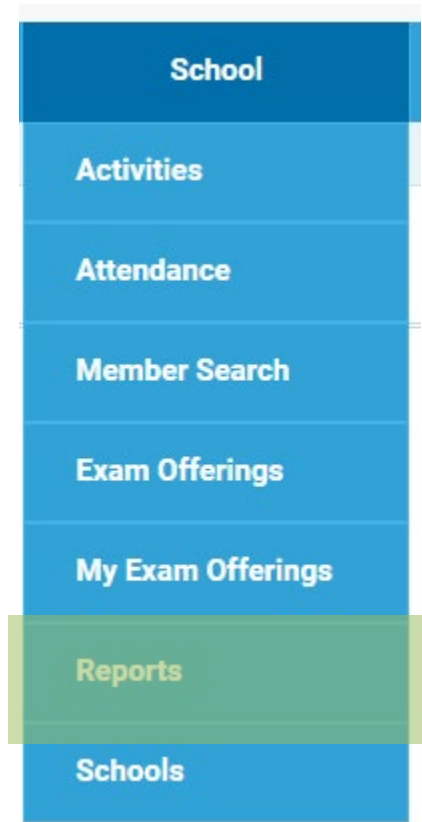 School
Activities
Attendance
Member Search
Exam Offerings
My Exam Offerings
Reports
Schools